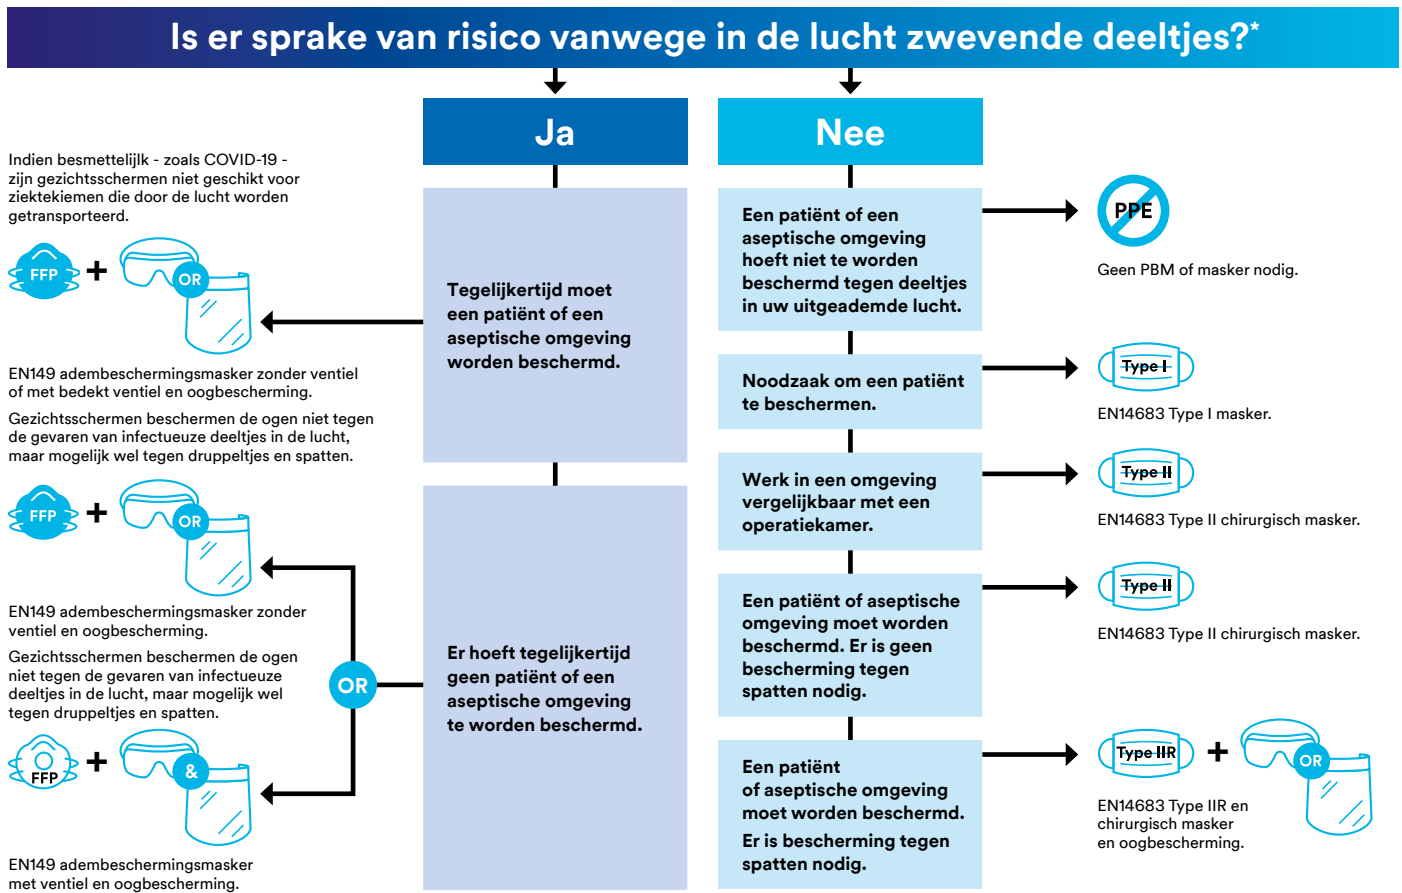 Is er sprake van risico vanwege in de lucht zwevende deeltjes?*
Ja
Indien besmettelijlk - zoals COVID-19 -
zijn gezichtsschermen niet geschikt voor
ziektekiemen die door de lucht worden
getransporteerd.
FFP
+
OR
Tegelijkertijd moet
een patiënt of een
aseptische omgeving
worden beschermd.
EN149 adembeschermingsmasker zonder ventiel
of met bedekt ventiel en oogbescherming.
Gezichtsschermen beschermen de ogen niet tegen
de gevaren van infectueuze deeltjes in de lucht,
maar mogelijk wel tegen druppeltjes en spatten.
FFP
+
OR
EN149 adembeschermingsmasker zonder
ventiel en oogbescherming.
Gezichtsschermen beschermen de ogen
niet tegen de gevaren van infectueuze
deeltjes in de lucht, maar mogelijk wel
tegen druppeltjes en spatten.
OR
Er hoeft tegelijkertijd
geen patiënt of een
aseptische omgeving
te worden beschermd.
FFP
+
&
EN149 adembeschermingsmasker
met ventiel en oogbescherming.
Nee
Een patiënt of een
aseptische omgeving
hoeft niet te worden
beschermd tegen deeltjes
in uw uitgeademde lucht.
PPE
Geen PBM of masker nodig.
Noodzaak om een patiënt
te beschermen.
Type I
EN14683 Type I masker.
Werk in een omgeving
vergelijkbaar met een
operatiekamer.
Type II
EN14683 Type II chirurgisch masker.
Een patiënt of aseptische
omgeving moet worden
beschermd. Er is geen
bescherming tegen
spatten nodig.
Type II
EN14683 Type II chirurgisch masker.
Een patiënt
of aseptische omgeving
moet worden beschermd.
Er is bescherming tegen
spatten nodig.
Type IIR
+
OR
EN14683 Type IIR en
chirurgisch masker
en oogbescherming.